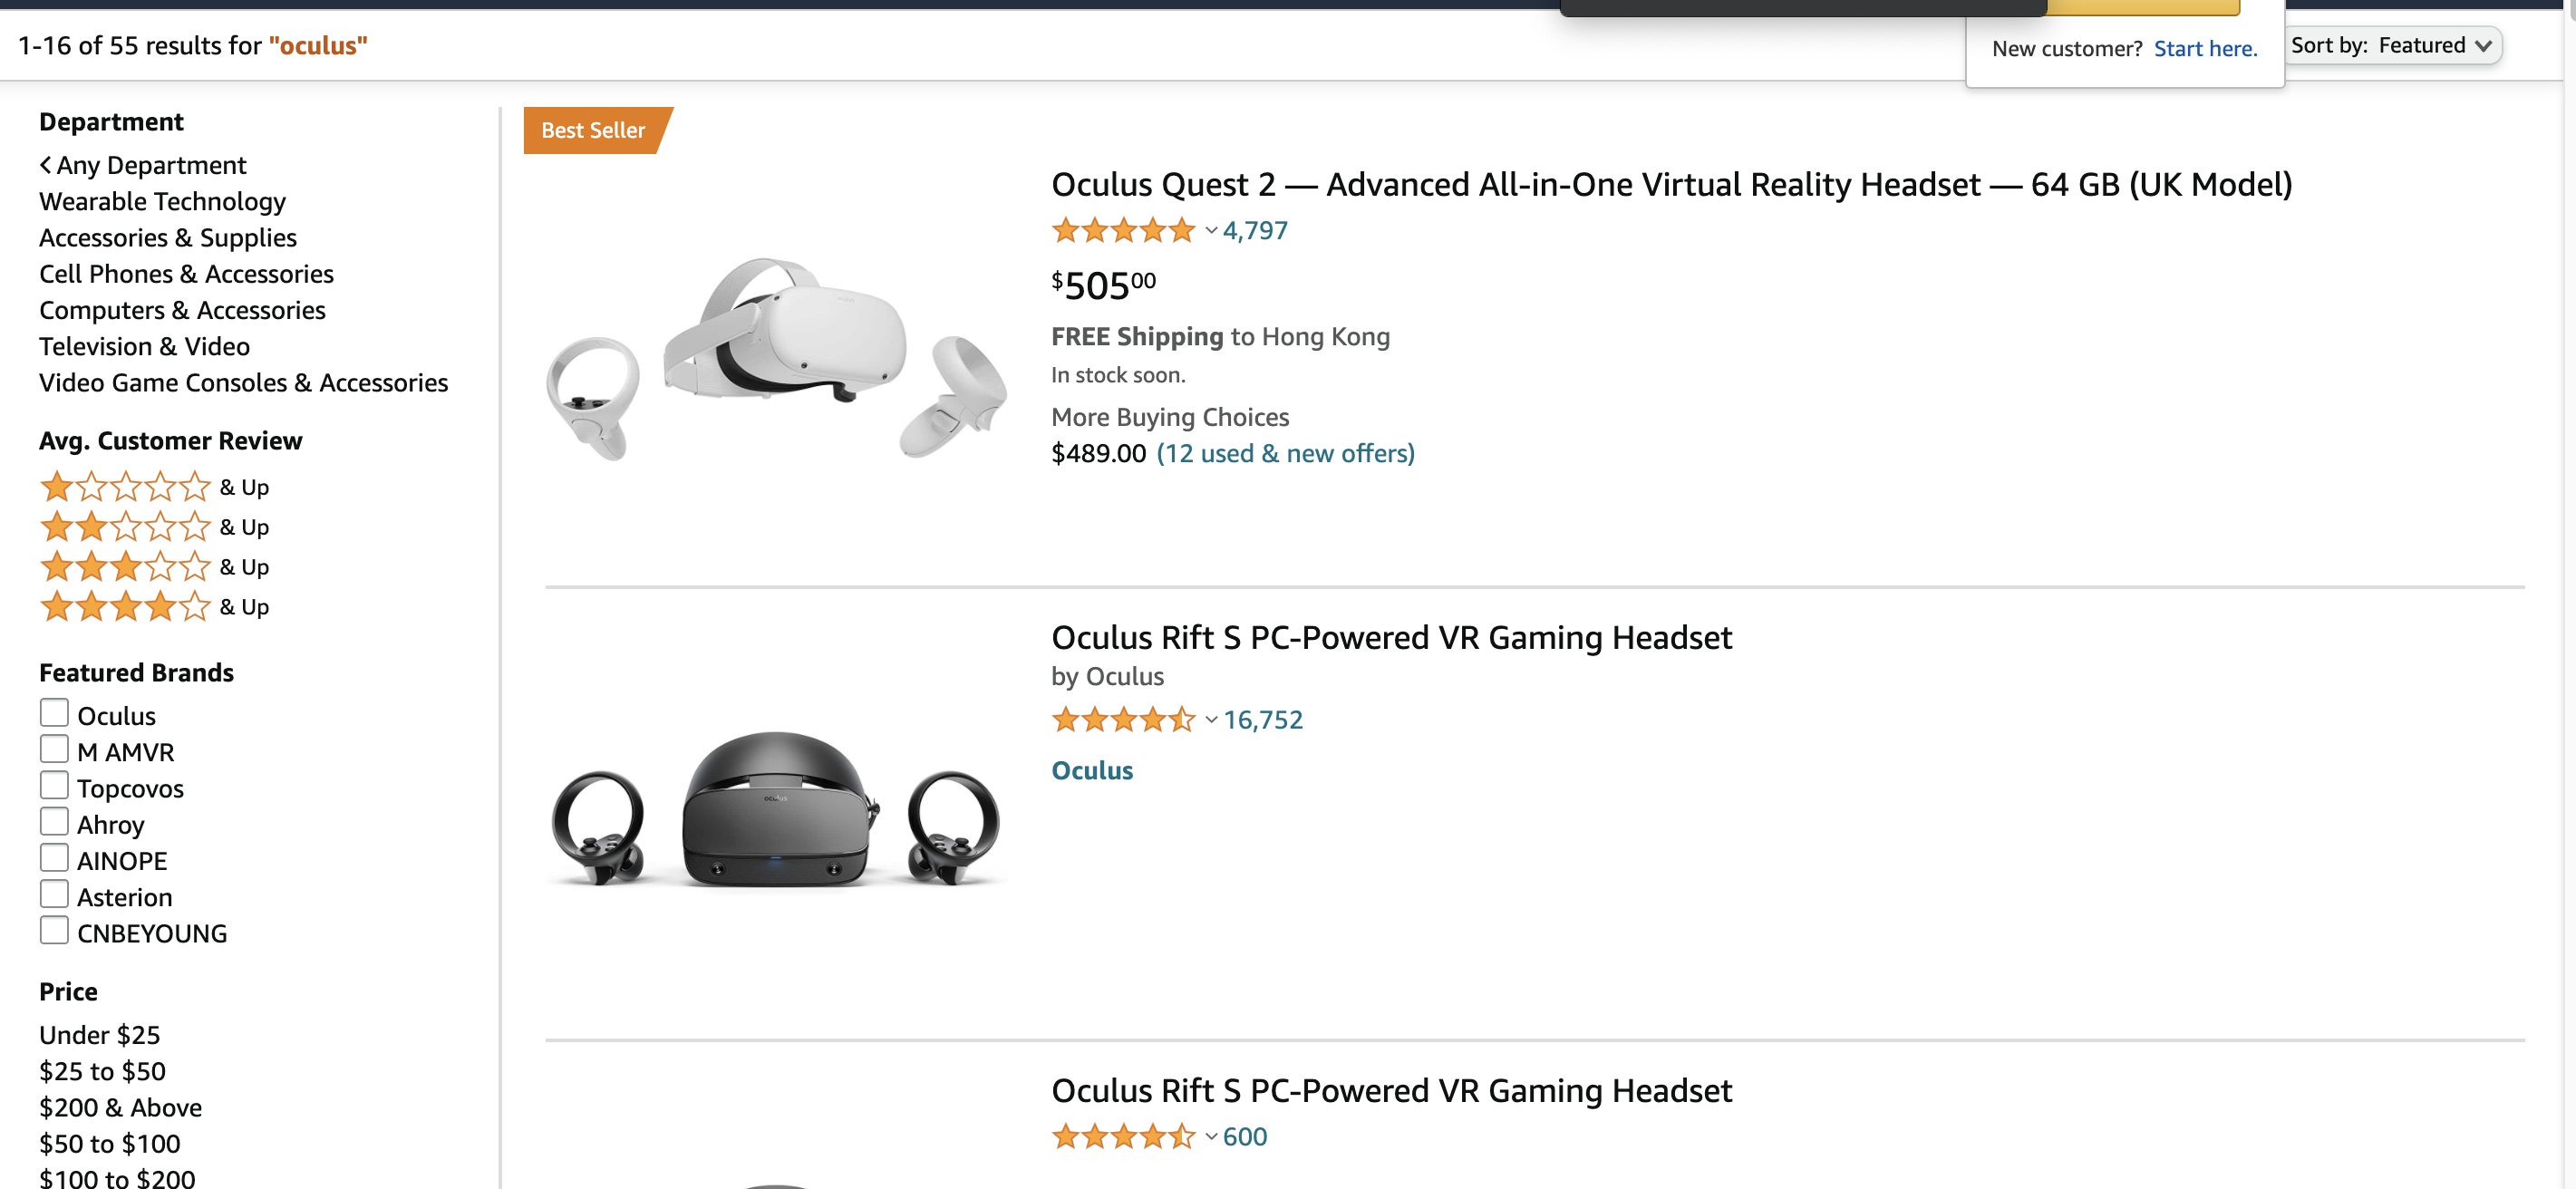 1-16 of 55 results for "oculus"
New customer? Start here.
Sort by: Featured
Department
Any Department
Wearable Technology
Accessories & Supplies
Cell Phones & Accessories
Computers & Accessories
Television & Video
Video Game Consoles & Accessories
Avg. Customer Review
& Up
& Up
& Up
& Up
Featured Brands
Oculus
M AMVR
Topcovos
Ahroy
AINOPE
Asterion
CNBEYOUNG
Price
Under $25
$25 to $50
$200 & Above
$50 to $100
$100 to $200
Best Seller
Oculus Quest 2 — Advanced All-in-One Virtual Reality Headset — 64 GB (UK Model)
4,797
$50500
FREE Shipping to Hong Kong
In stock soon.
More Buying Choices
$489.00 (12 used & new offers)
Oculus Rift S PC-Powered VR Gaming Headset
by Oculus
16,752
Oculus
oculus
Oculus Rift S PC-Powered VR Gaming Headset
600